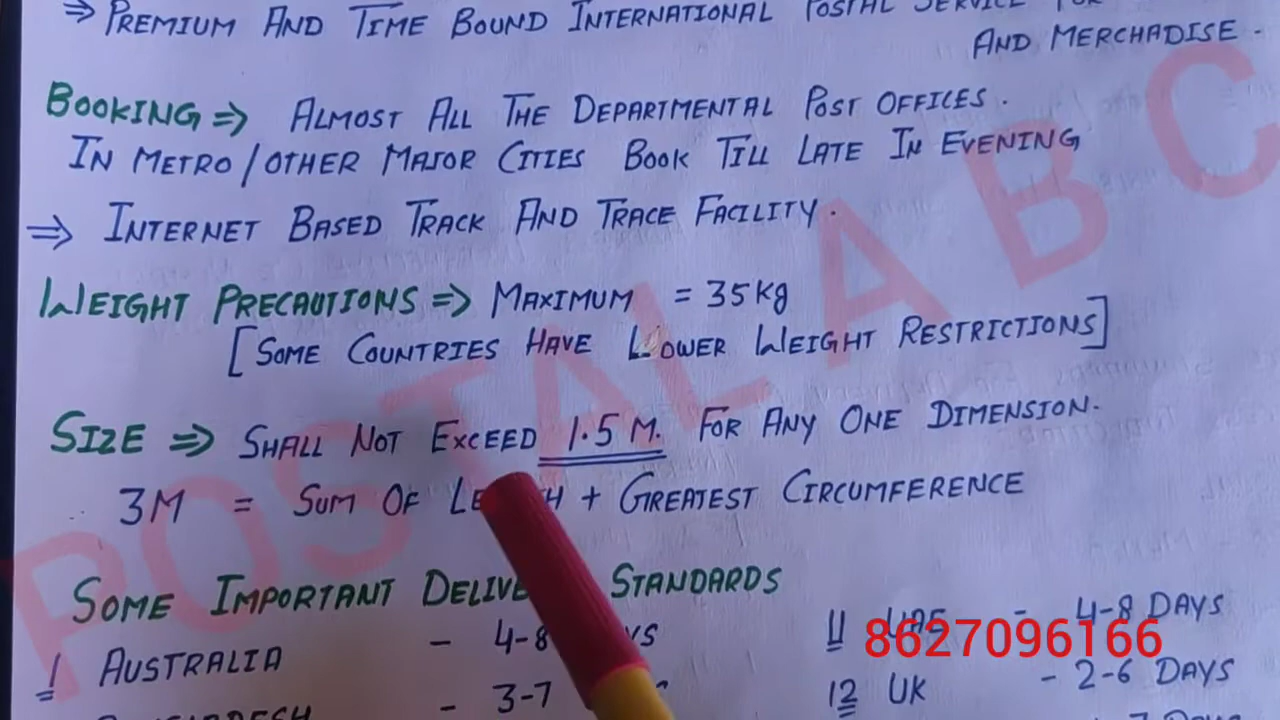 ⇒ PREMIUM AND TIME BOUND INTERNATIONAL POSTAL SERVICE
AND MERCHADISE.
BOOKING ⇒ ALMOST ALL THE DEPARTMENTAL POST OFFICES.
IN METRO/OTHER MAJOR CITIES BOOK TILL LATE IN EVENING
⇒ INTERNET BASED TRACK AND TRACE FACILITY.
WEIGHT PRECAUTIONS ⇒ MAXIMUM = 35 Kg
[SOME COUNTRIES HAVE LOWER WEIGHT RESTRICTIONS]
SIZE ⇒ SHALL NOT EXCEED 1.5 M. FOR ANY ONE DIMENSION.
3M = SUM OF + GREATEST CIRCUMFERENCE
SOME IMPORTANT STANDARDS
1 AUSTRALIA - 4-8
11 UAE - 4-8 DAYS
8627096166
- 3-7
12 UK - 2-6 DAYS
POSTAL ABC